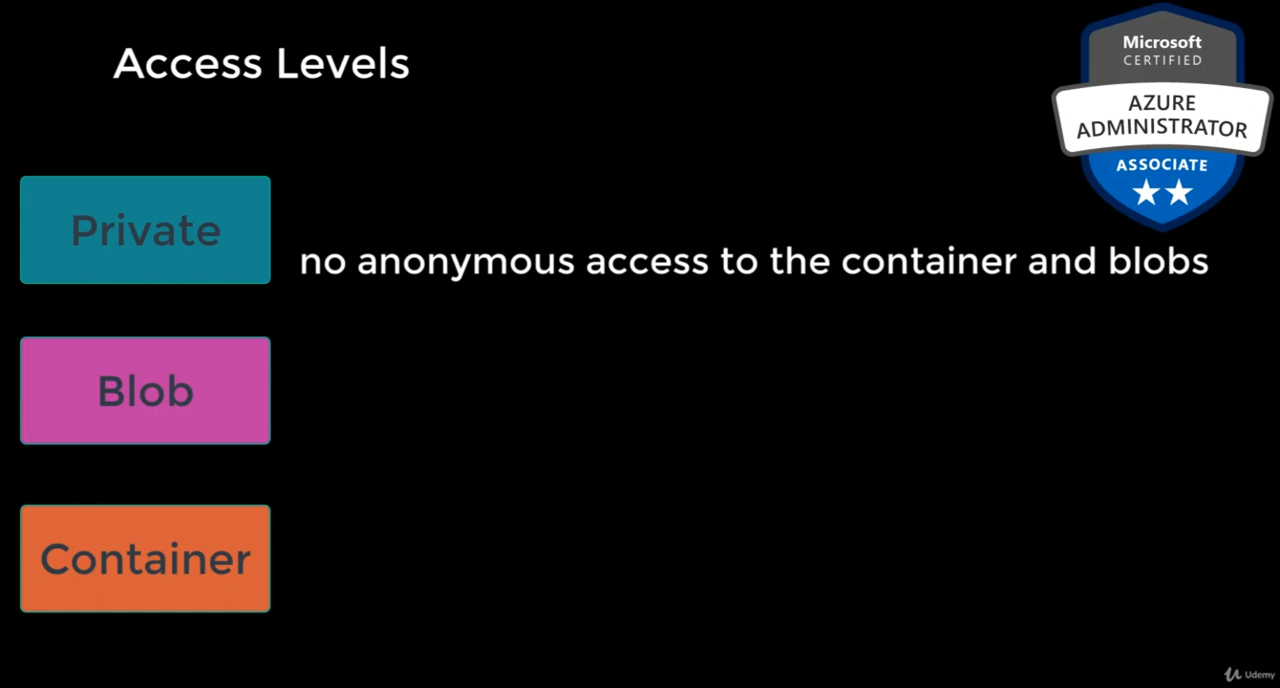 Access Levels
Microsoft
CERTIFIED
AZURE
ADMINISTRATOR
ASSOCIATE
Private
no anonymous access to the container and blobs
Blob
Container
Udemy